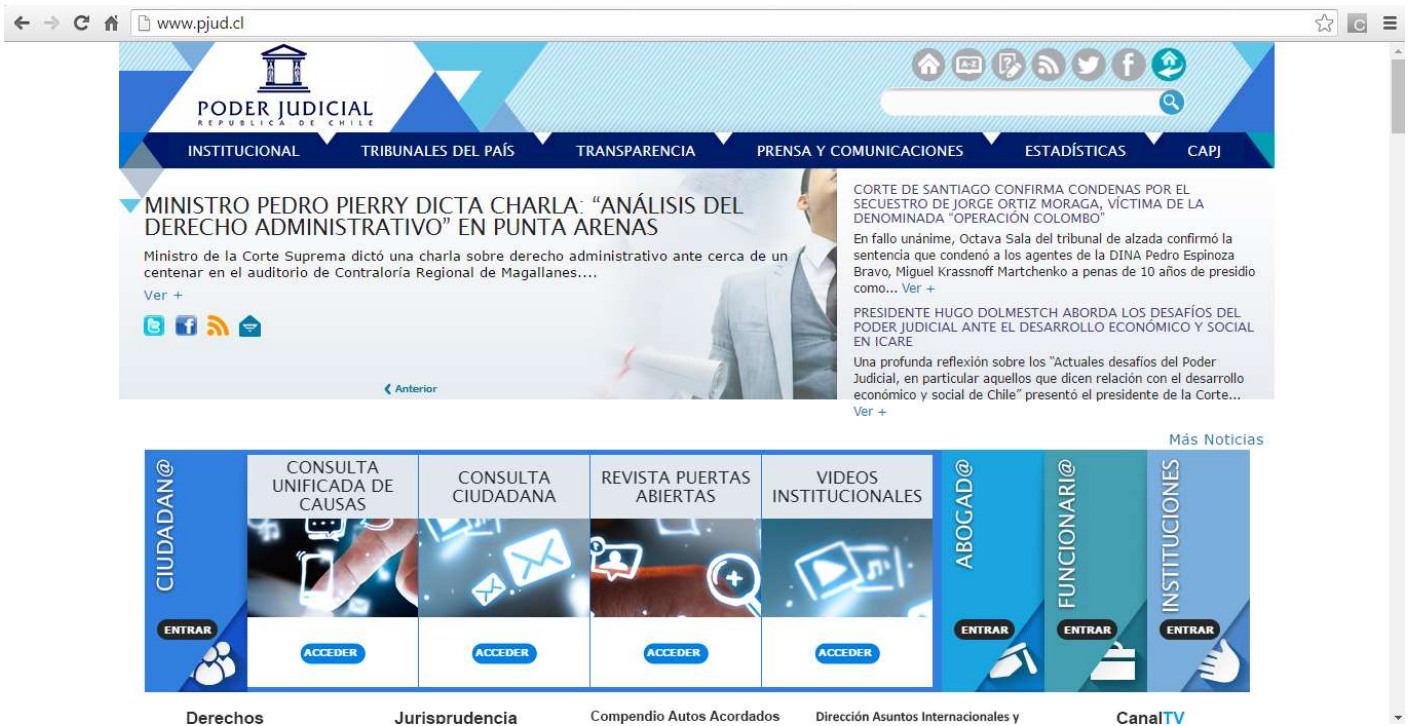 www.pjud.cl
PODER JUDICIAL
REPUBLICA DE CHILE
A-Z
INSTITUCIONAL TRIBUNALES DEL PAÍS TRANSPARENCIA PRENSA Y COMUNICACIONES ESTADÍSTICAS CAPJ
MINISTRO PEDRO PIERRY DICTA CHARLA: “ANÁLISIS DEL
DERECHO ADMINISTRATIVO” EN PUNTA ARENAS
Ministro de la Corte Suprema dictó una charla sobre derecho administrativo ante cerca de un
centenar en el auditorio de Contraloría Regional de Magallanes....
Ver +
❮ Anterior
CORTE DE SANTIAGO CONFIRMA CONDENAS POR EL
SECUESTRO DE JORGE ORTIZ MORAGA, VÍCTIMA DE LA
DENOMINADA “OPERACIÓN COLOMBO”
En fallo unánime, Octava Sala del tribunal de alzada confirmó la
sentencia que condenó a los agentes de la DINA Pedro Espinoza
Bravo, Miguel Krassnoff Martchenko a penas de 10 años de presidio
como... Ver +
PRESIDENTE HUGO DOLMESTCH ABORDA LOS DESAFÍOS DEL
PODER JUDICIAL ANTE EL DESARROLLO ECONÓMICO Y SOCIAL
EN ICARE
Una profunda reflexión sobre los "Actuales desafíos del Poder
Judicial, en particular aquellos que dicen relación con el desarrollo
económico y social de Chile” presentó el presidente de la Corte...
Ver +
Más Noticias
CIUDADAN@
ENTRAR
CONSULTA
UNIFICADA DE
CAUSAS
ACCEDER
CONSULTA
CIUDADANA
ACCEDER
REVISTA PUERTAS
ABIERTAS
ACCEDER
VIDEOS
INSTITUCIONALES
ACCEDER
ABOGAD@
ENTRAR
FUNCIONARI@
ENTRAR
INSTITUCIONES
ENTRAR
Derechos Jurisprudencia Compendio Autos Acordados Dirección Asuntos Internacionales y CanalTV